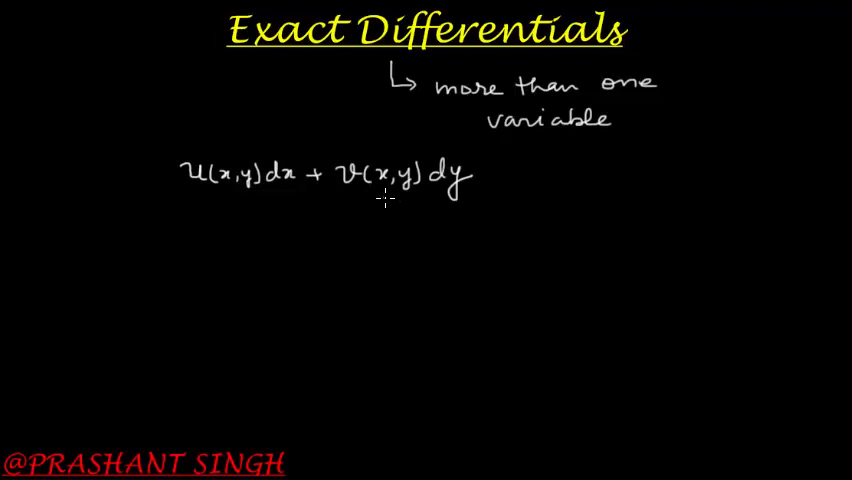 Exact Differentials
↳ more than one
variable
u(x,y)dx + v(x,y)dy
@PRASHANT SINGH